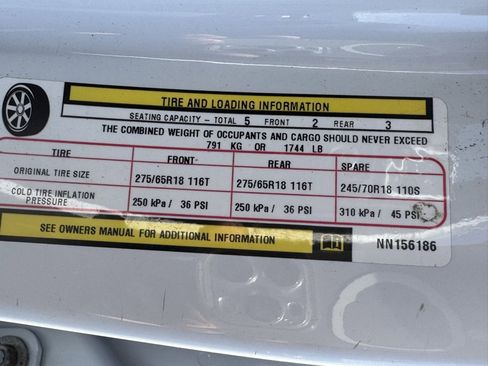 TIRE AND LOADING INFORMATION
SEATING CAPACITY - TOTAL 5 FRONT 2 REAR 3
THE COMBINED WEIGHT OF OCCUPANTS AND CARGO SHOULD NEVER EXCEED
791 KG OR 1744 LB
TIRE FRONT REAR SPARE
ORIGINAL TIRE SIZE 275/65R18 116T 275/65R18 116T 245/70R18 110S
COLD TIRE INFLATION PRESSURE 250 kPa / 36 PSI 250 kPa / 36 PSI 310 kPa / 45 PSI
SEE OWNERS MANUAL FOR ADDITIONAL INFORMATION NN156186